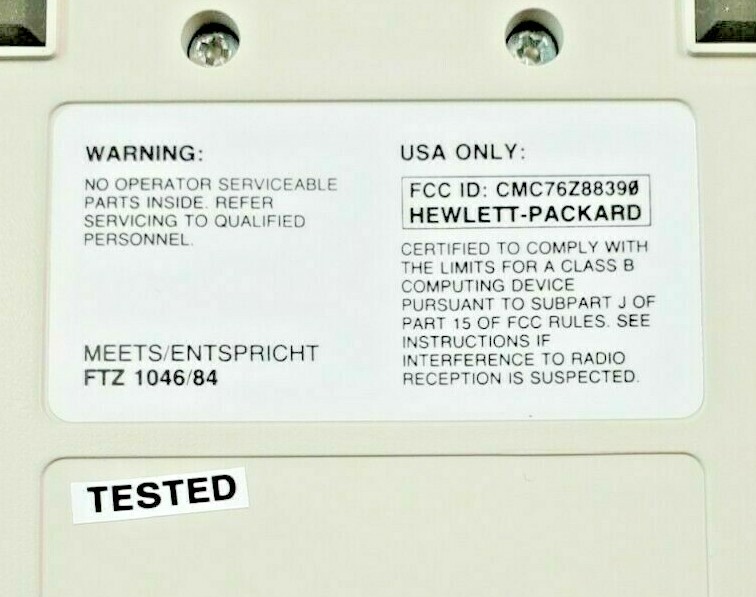 WARNING:
NO OPERATOR SERVICEABLE
PARTS INSIDE. REFER
SERVICING TO QUALIFIED
PERSONNEL.
MEETS/ENTSPRICHT
FTZ 1046/84
USA ONLY:
FCC ID: CMC76Z88390
HEWLETT-PACKARD
CERTIFIED TO COMPLY WITH
THE LIMITS FOR A CLASS B
COMPUTING DEVICE
PURSUANT TO SUBPART J OF
PART 15 OF FCC RULES. SEE
INSTRUCTIONS IF
INTERFERENCE TO RADIO
RECEPTION IS SUSPECTED.
TESTED